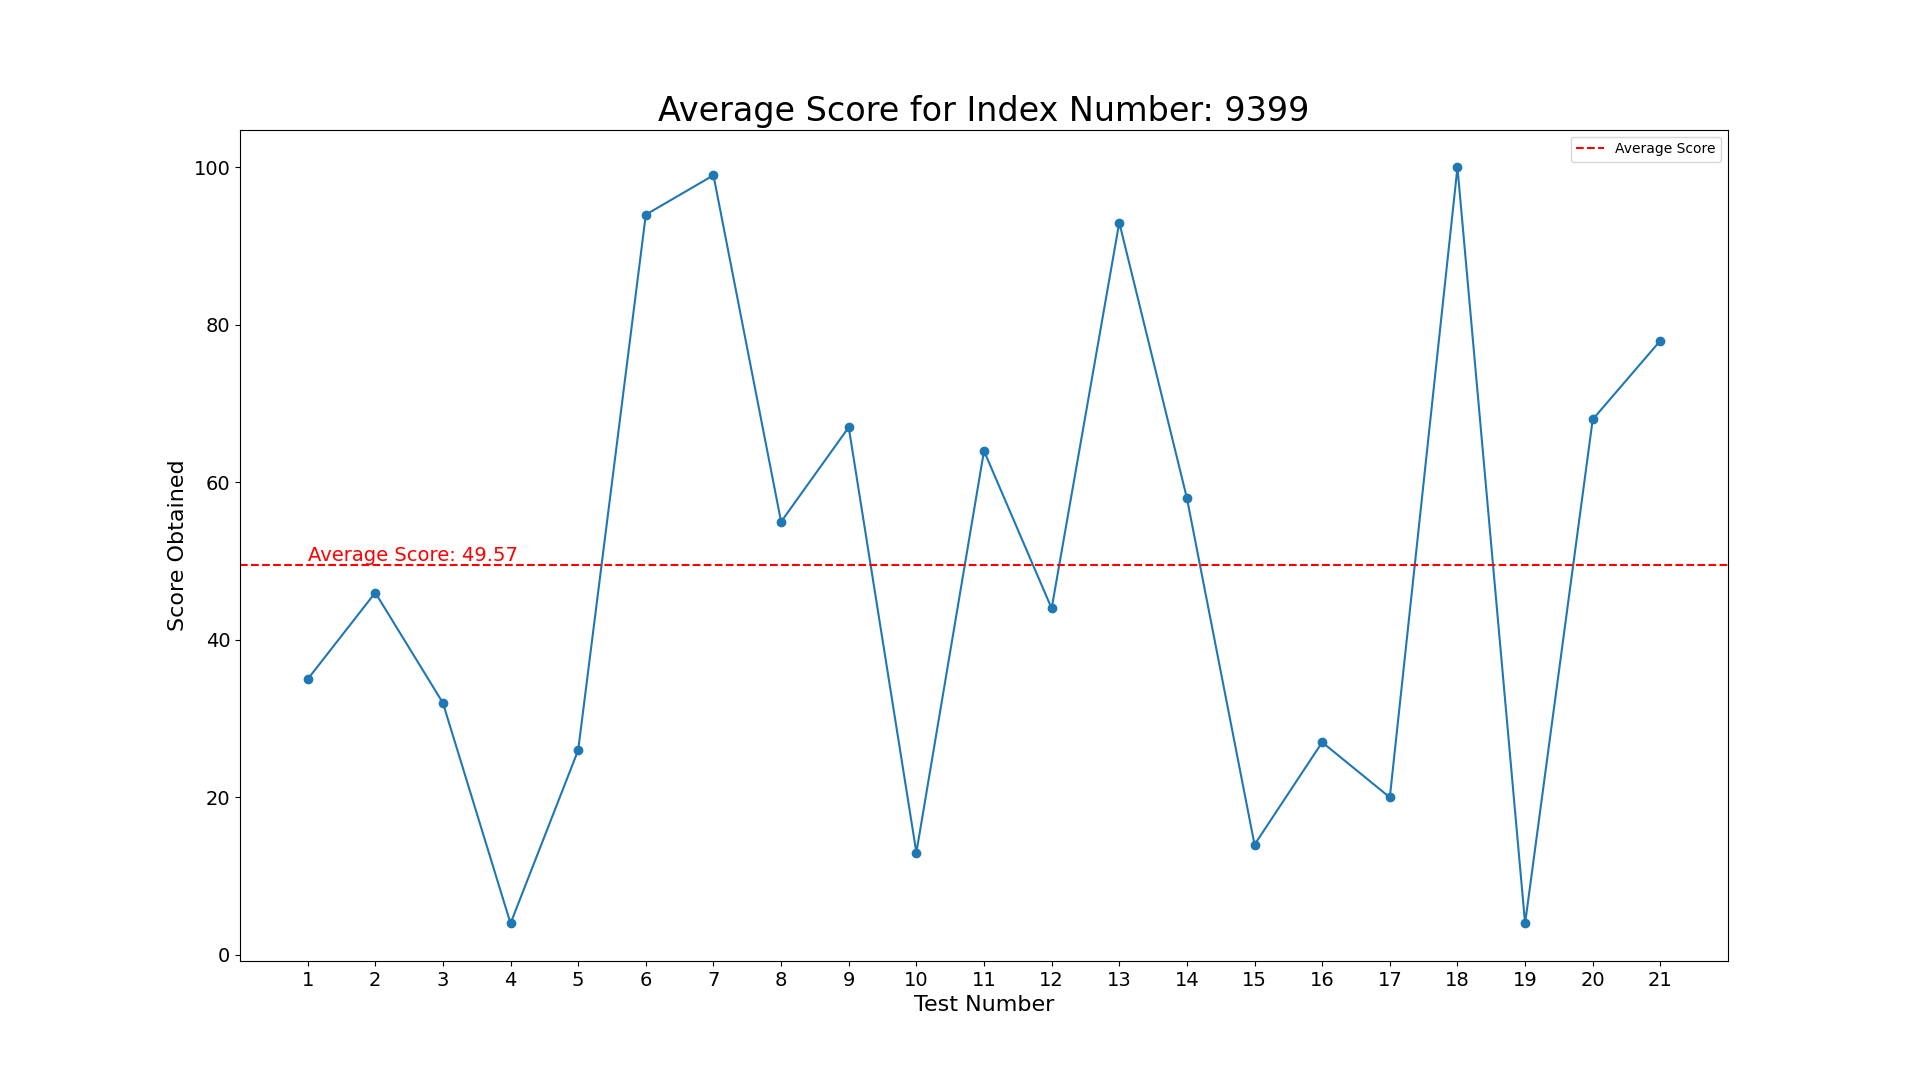 Average Score for Index Number: 9399
Average Score
100
80
60
40
20
0
Score Obtained
Average Score: 49.57
1 2 3 4 5 6 7 8 9 10 11 12 13 14 15 16 17 18 19 20 21
Test Number